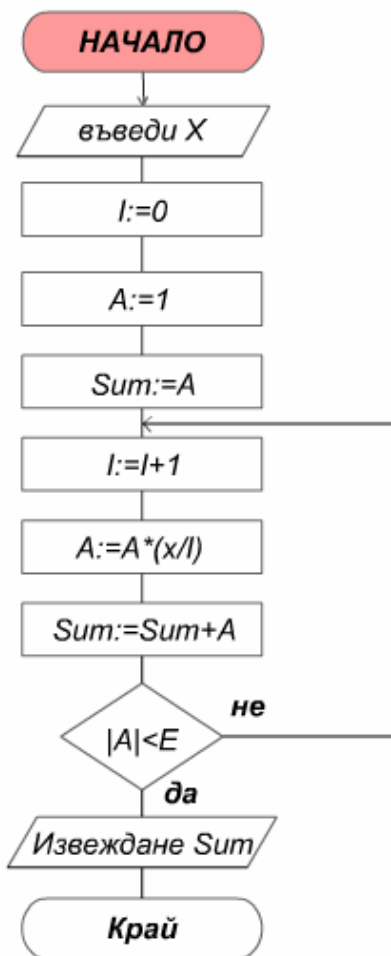 НАЧАЛО
въведи X
I:=0
A:=1
Sum:=A
I:=I+1
A:=A*(x/I)
Sum:=Sum+A
|A|<E
не
да
Извеждане Sum
Край